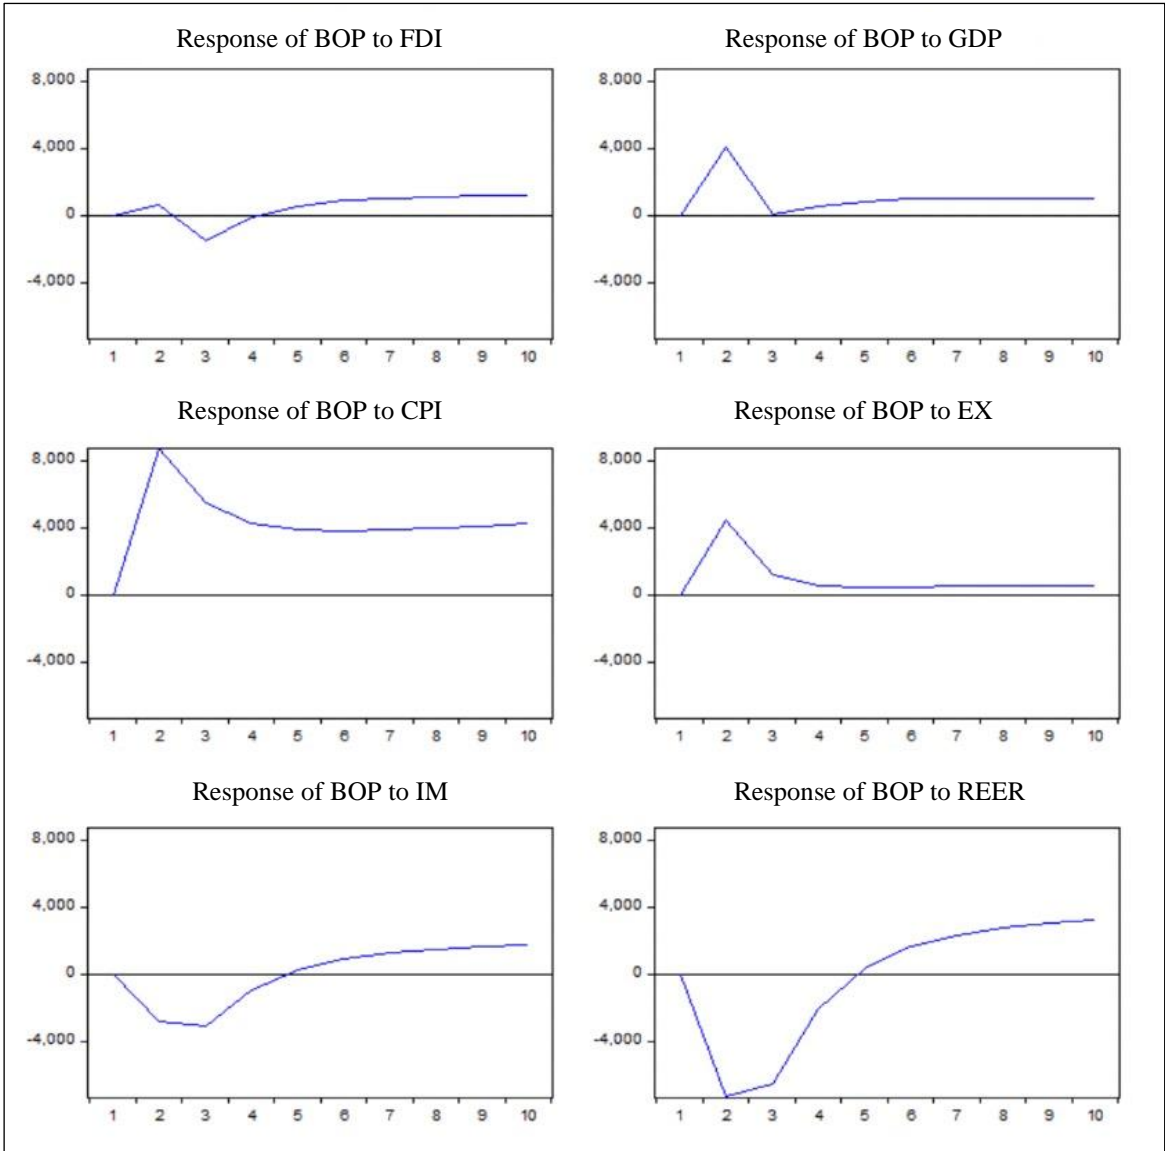 Response of BOP to FDI
8,000
4,000
0
-4,000
1 2 3 4 5 6 7 8 9 10
Response of BOP to GDP
8,000
4,000
0
-4,000
1 2 3 4 5 6 7 8 9 10
Response of BOP to CPI
8,000
4,000
0
-4,000
1 2 3 4 5 6 7 8 9 10
Response of BOP to EX
8,000
4,000
0
-4,000
1 2 3 4 5 6 7 8 9 10
Response of BOP to IM
8,000
4,000
0
-4,000
1 2 3 4 5 6 7 8 9 10
Response of BOP to REER
8,000
4,000
0
-4,000
1 2 3 4 5 6 7 8 9 10